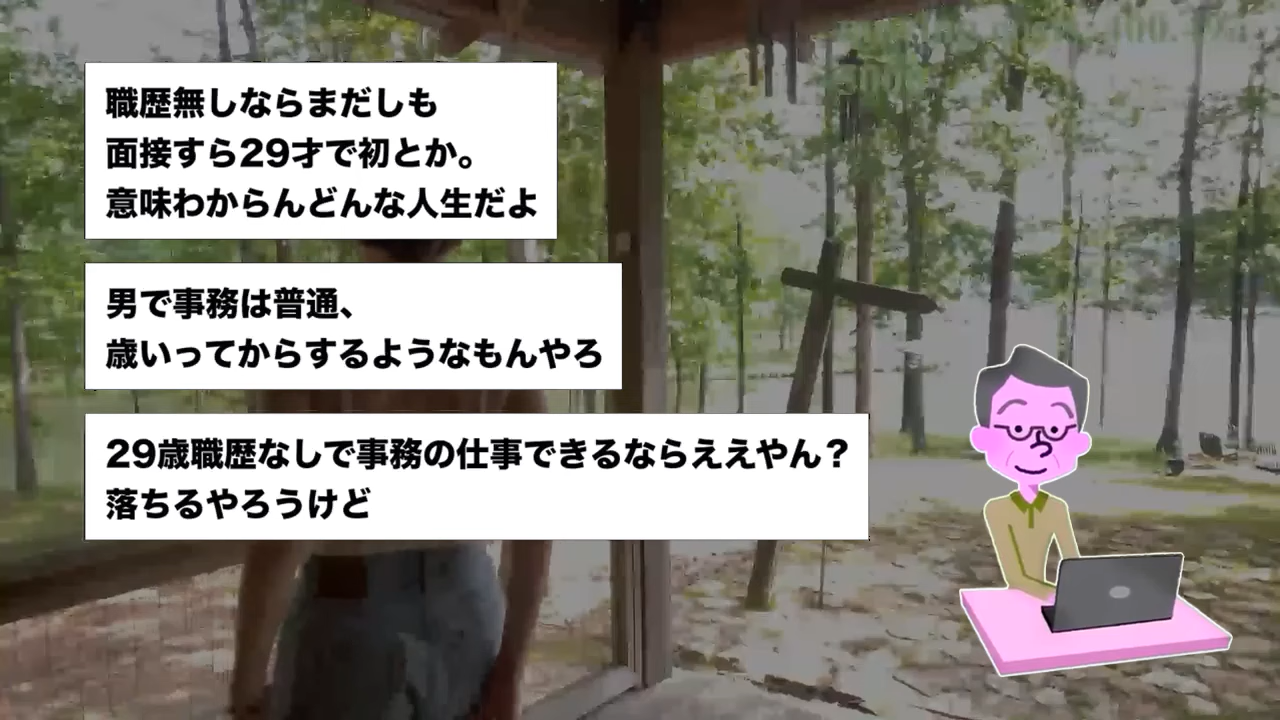 職歴無しならまだしも
面接すら29才で初とか。
意味わからんどんな人生だよ
男で事務は普通、
歳いってからするようなもんやろ
29歳職歴なしで事務の仕事できるならええやん？
落ちるやろうけど